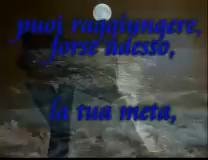 puoi raggiungere,
forse adesso,
la tua meta,